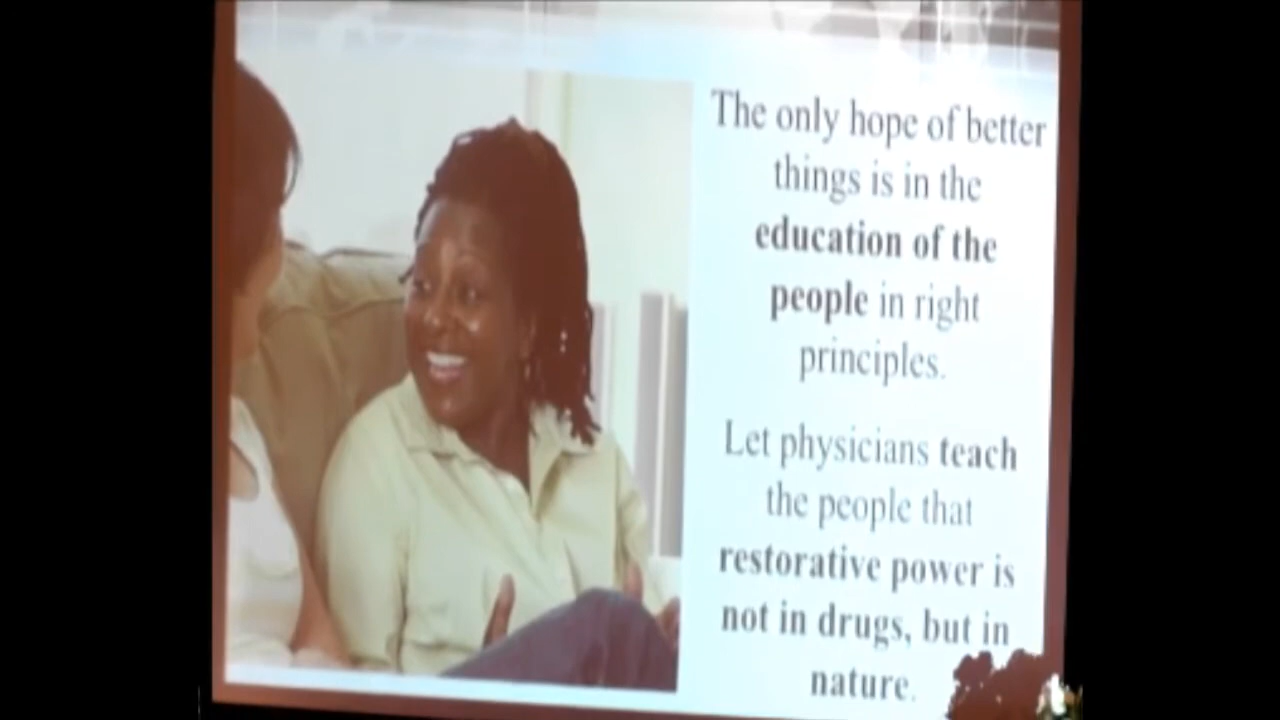 The only hope of better
things is in the
education of the
people in right
principles.
Let physicians teach
the people that
restorative power is
not in drugs, but in
nature.